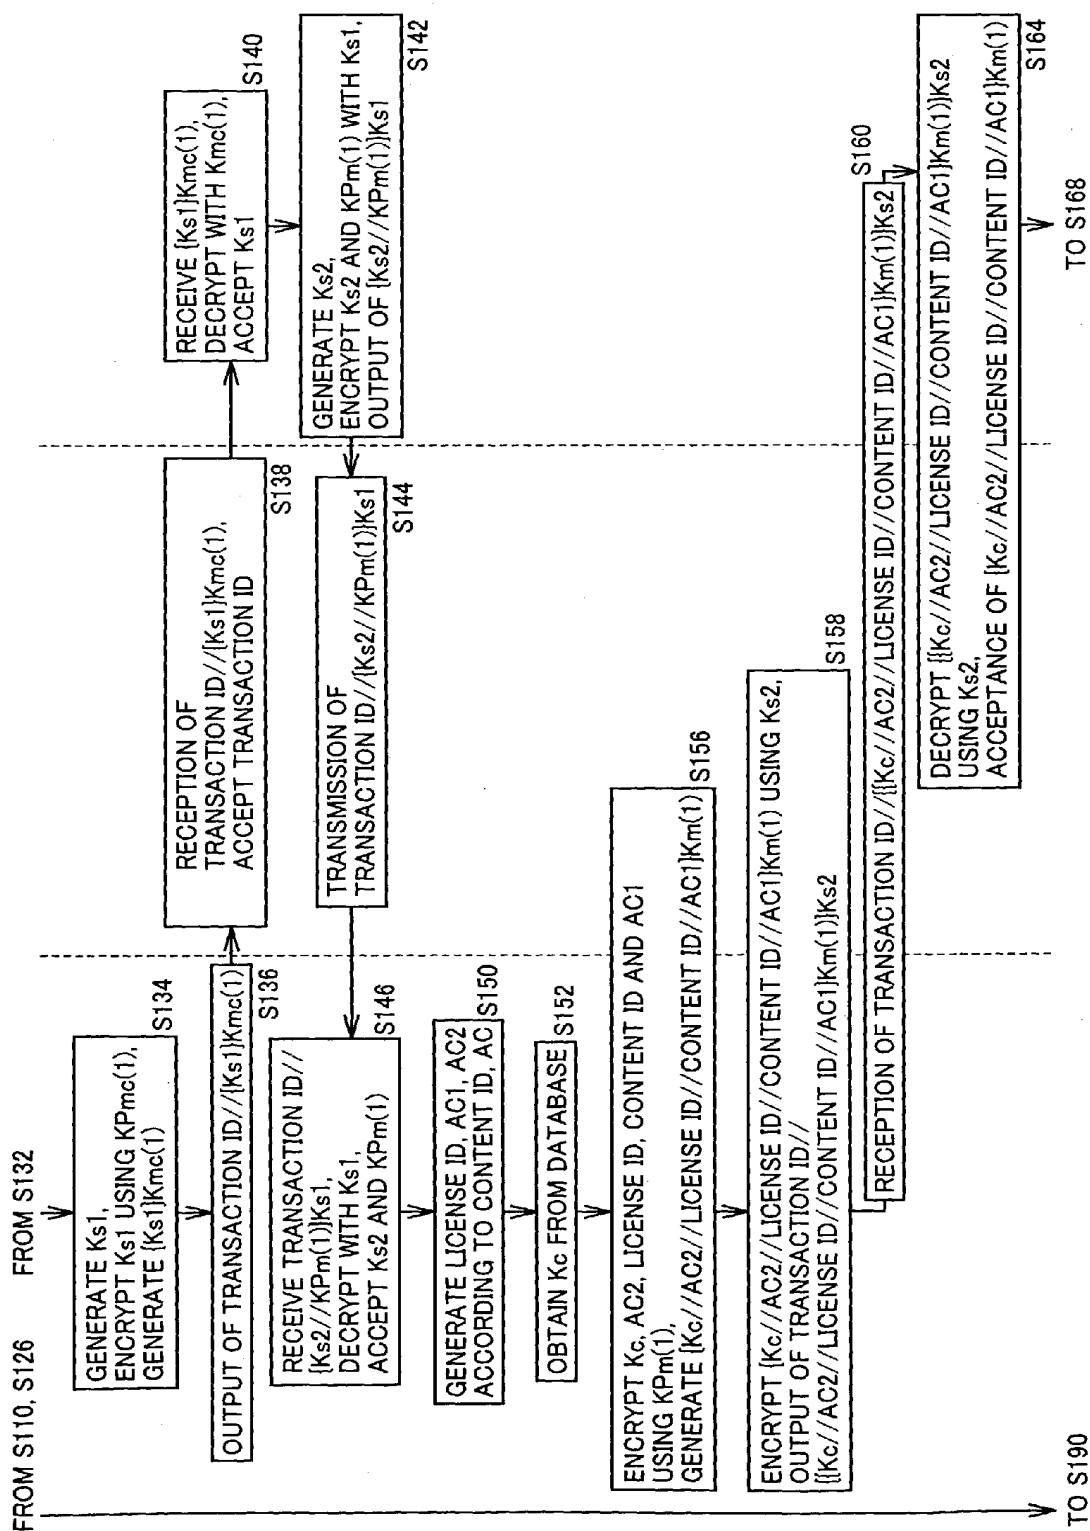 FROM S110, S126
FROM S132
GENERATE Ks1,
ENCRYPT Ks1 USING KPmc(1),
GENERATE {Ks1}Kmc(1)
S134
OUTPUT OF TRANSACTION ID//{Ks1}Kmc(1)
S136
RECEPTION OF
TRANSACTION ID//{Ks1}Kmc(1),
ACCEPT TRANSACTION ID
S138
RECEIVE {Ks1}Kmc(1),
DECRYPT WITH Kmc(1),
ACCEPT Ks1
S140
GENERATE Ks2,
ENCRYPT Ks2 AND KPm(1) WITH Ks1,
OUTPUT OF {Ks2//KPm(1)}Ks1
S142
TRANSMISSION OF
TRANSACTION ID//{Ks2//KPm(1)}Ks1
S144
RECEIVE TRANSACTION ID//
{Ks2//KPm(1)}Ks1,
DECRYPT WITH Ks1,
ACCEPT Ks2 AND KPm(1)
S146
GENERATE LICENSE ID, AC1, AC2
ACCORDING TO CONTENT ID, AC
S150
OBTAIN Kc FROM DATABASE
S152
ENCRYPT Kc, AC2, LICENSE ID, CONTENT ID AND AC1
USING KPm(1),
GENERATE {Kc//AC2//LICENSE ID//CONTENT ID//AC1}Km(1)
S156
ENCRYPT {Kc//AC2//LICENSE ID//CONTENT ID//AC1}Km(1) USING Ks2,
OUTPUT OF TRANSACTION ID//
{{Kc//AC2//LICENSE ID//CONTENT ID//AC1}Km(1)}Ks2
S158
RECEPTION OF TRANSACTION ID//{{Kc//AC2//LICENSE ID//CONTENT ID//AC1}Km(1)}Ks2
S160
DECRYPT {{Kc//AC2//LICENSE ID//CONTENT ID//AC1}Km(1)}Ks2
USING Ks2,
ACCEPTANCE OF {Kc//AC2//LICENSE ID//CONTENT ID//AC1}Km(1)
S164
TO S190
TO S168